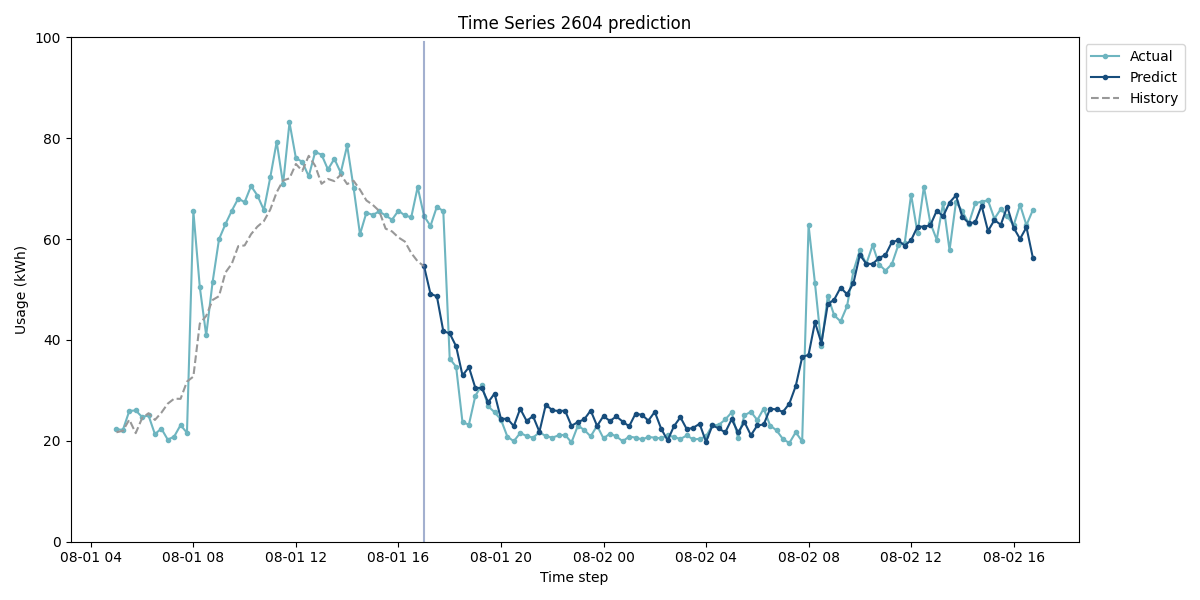 Time Series 2604 prediction
Usage (kWh)
100
80
60
40
20
0
08-01 04
08-01 08
08-01 12
08-01 16
08-01 20
08-02 00
08-02 04
08-02 08
08-02 12
08-02 16
Time step
Actual
Predict
History